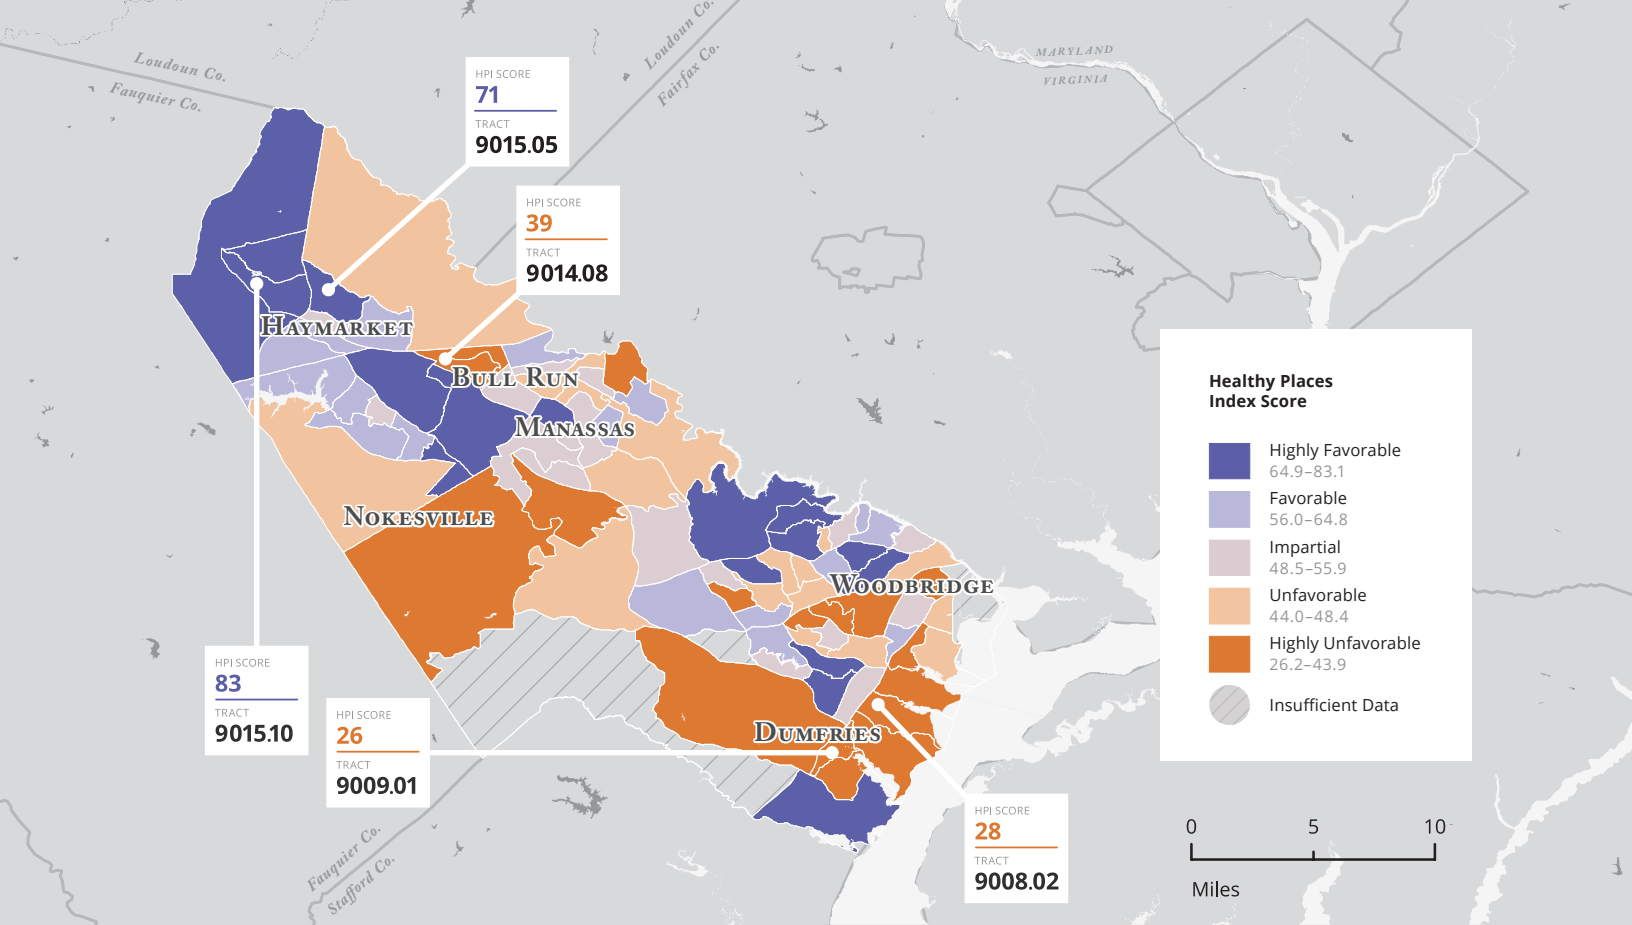 Loudoun Co.
Fauquier Co.
Loudoun Co.
Fairfax Co.
MARYLAND
VIRGINIA
HPI SCORE
71
TRACT
9015.05
HPI SCORE
39
TRACT
9014.08
Haymarket
Bull Run
Manassas
Nokesville
Woodbridge
Dumfries
HPI SCORE
83
TRACT
9015.10
HPI SCORE
26
TRACT
9009.01
HPI SCORE
28
TRACT
9008.02
Fauquier Co.
Stafford Co.
Healthy Places
Index Score
Highly Favorable
64.9–83.1
Favorable
56.0–64.8
Impartial
48.5–55.9
Unfavorable
44.0–48.4
Highly Unfavorable
26.2–43.9
Insufficient Data
0 5 10
Miles